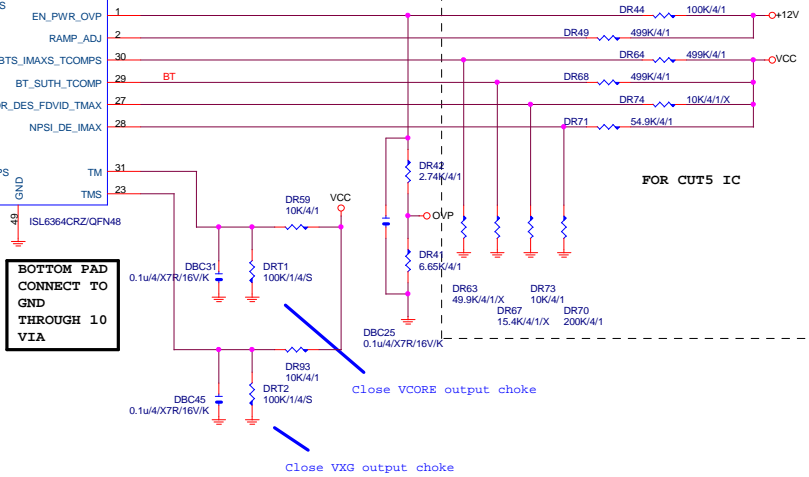 S
EN_PWR_OVP 1
DR44 100K/4/1 +12V
RAMP_ADJ 2
DR49 499K/4/1
BTS_IMAXS_TCOMPS 30
DR64 499K/4/1 VCC
BT_SUTH_TCOMP 29 BT
DR68 499K/4/1
R_DES_FDVID_TMAX 27
DR74 10K/4/1/X
NPSI_DE_IMAX 28
DR71 54.9K/4/1
PS
TM 31
TMS 23
GND
49
ISL6364CRZ/QFN48
DR42
2.74K/4/1
FOR CUT5 IC
DR59
10K/4/1
VCC
OVP
DR41
6.65K/4/1
BOTTOM PAD
CONNECT TO
GND
THROUGH 10
VIA
DBC31
0.1u/4/X7R/16V/K
DRT1
100K/1/4/S
DR63
49.9K/4/1/X
DR73
10K/4/1
DR67
15.4K/4/1/X
DR70
200K/4/1
DBC25
0.1u/4/X7R/16V/K
DR93
10K/4/1
DBC45
0.1u/4/X7R/16V/K
DRT2
100K/1/4/S
Close VCORE output choke
Close VXG output choke